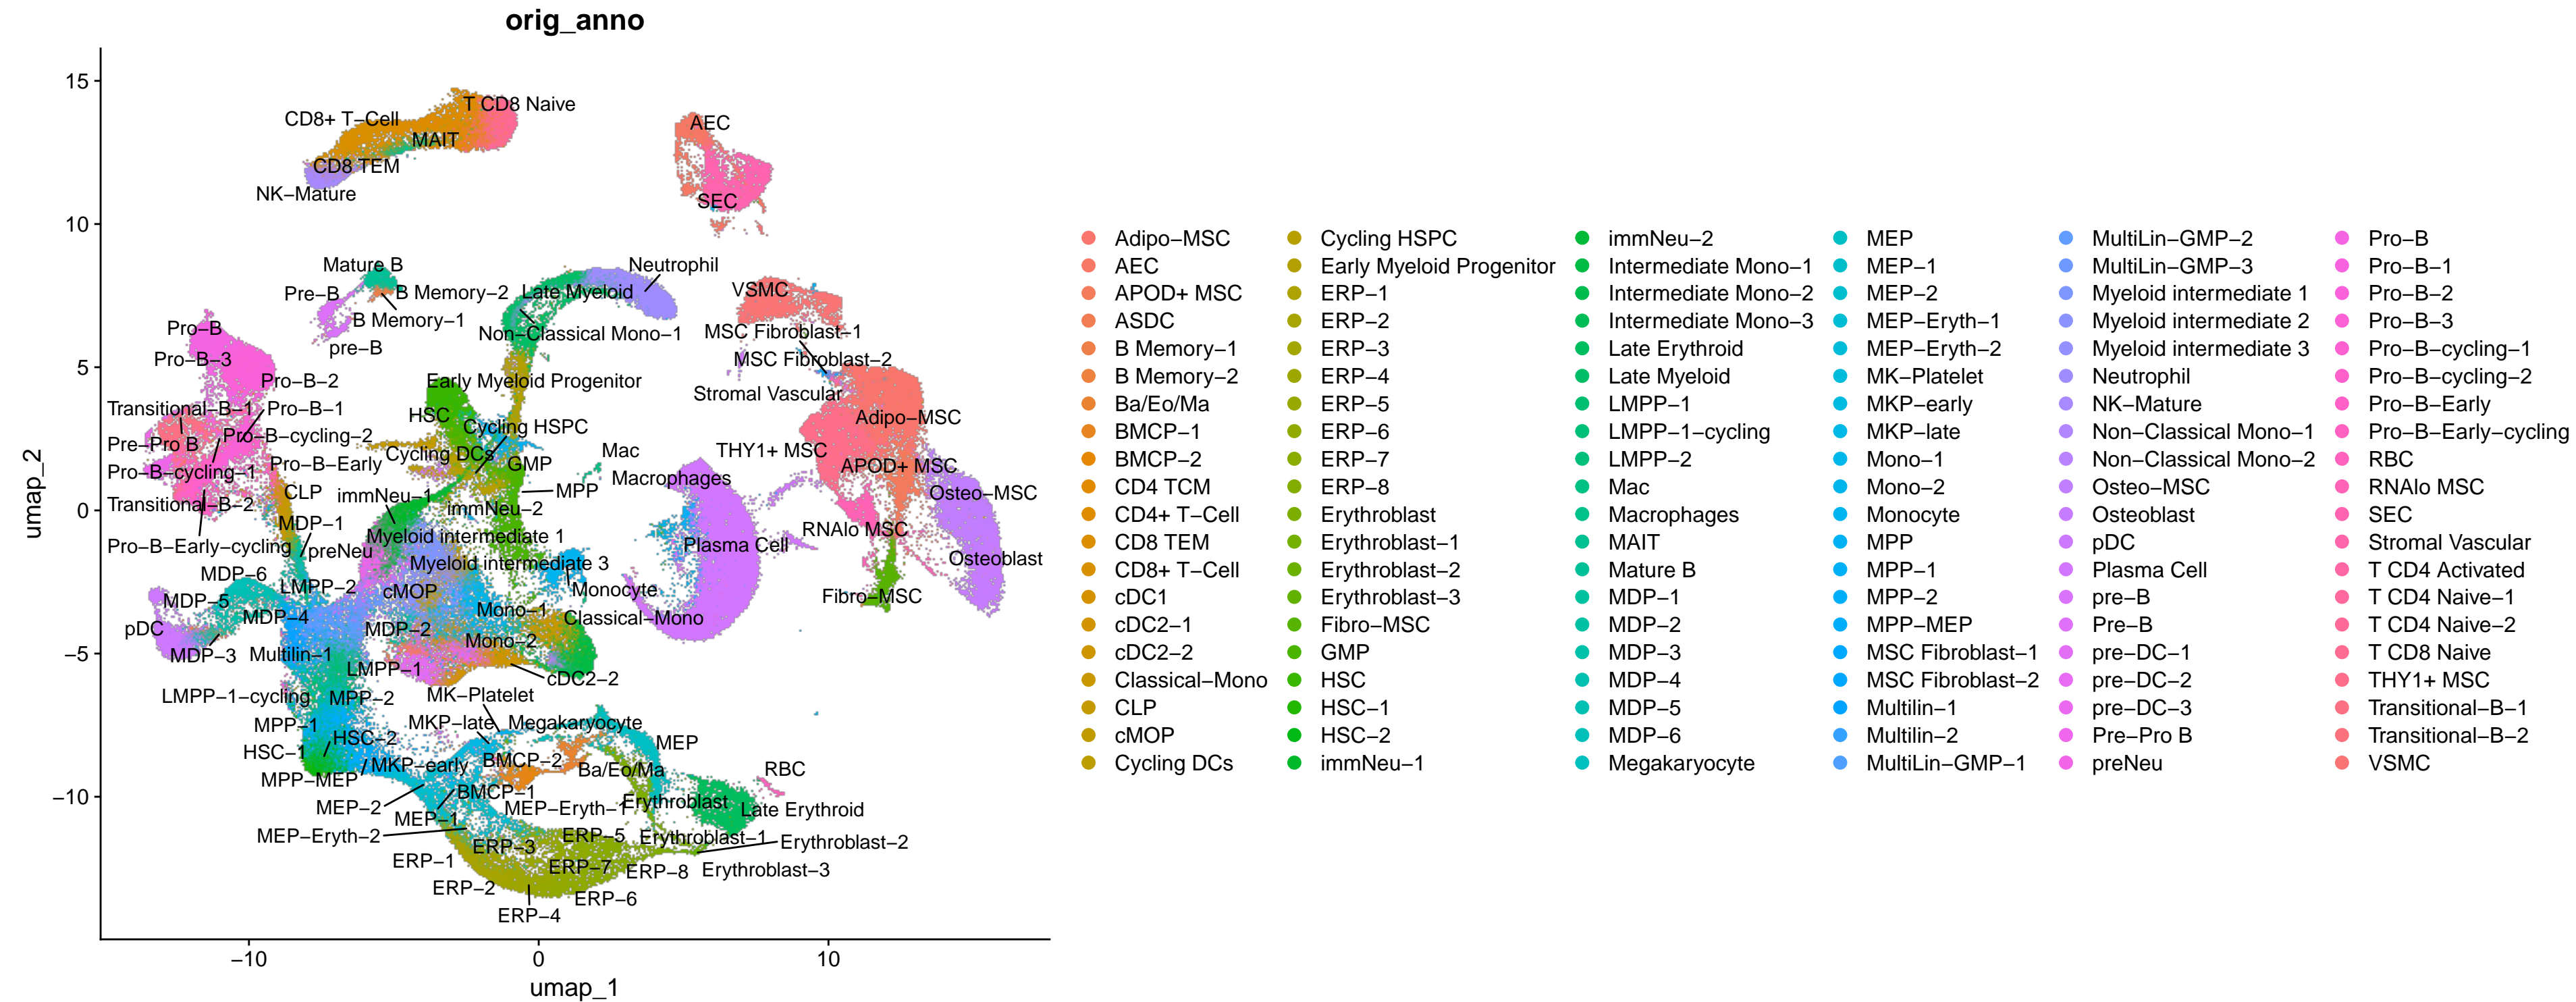 orig_anno
15
10
5
0
−5
−10
umap_2
−10
0
10
umap_1
T CD8 Naive
CD8+ T−Cell
MAIT
CD8 TEM
NK−Mature
AEC
SEC
Mature B
Neutrophil
Pre−B
B Memory−2
Late Myeloid
VSMC
B Memory−1
Pro−B
Non−Classical Mono−1
MSC Fibroblast−1
pre−B
Pro−B−3
MSC Fibroblast−2
Pro−B−2
Early Myeloid Progenitor
Stromal Vascular
Transitional−B−1
Pro−B−1
HSC
Adipo−MSC
Cycling HSPC
Pre−Pro B
Pro−B−cycling−2
Cycling DCs
Mac
THY1+ MSC
Pro−B−cycling−1
Pro−B−Early
GMP
APOD+ MSC
Macrophages
CLP
immNeu−1
MPP
Osteo−MSC
Transitional−B−2
immNeu−2
MDP−1
RNAlo MSC
Pro−B−Early−cycling
preNeu
Myeloid intermediate 1
Plasma Cell
Osteoblast
MDP−6
Myeloid intermediate 3
LMPP−2
cMOP
Monocyte
Fibro−MSC
MDP−5
MDP−4
Mono−1
Classical−Mono
pDC
MDP−2
Mono−2
MDP−3
Multilin−1
LMPP−1
cDC2−2
LMPP−1−cycling
MPP−2
MK−Platelet
MPP−1
MKP−late
Megakaryocyte
HSC−1
HSC−2
MEP
MPP−MEP
MKP−early
BMCP−2
Ba/Eo/Ma
RBC
MEP−2
BMCP−1
MEP−Eryth−1
Erythroblast
Late Erythroid
MEP−1
MEP−Eryth−2
ERP−5
Erythroblast−1
Erythroblast−2
ERP−3
ERP−1
ERP−7
ERP−8
Erythroblast−3
ERP−2
ERP−6
ERP−4
Adipo−MSC
AEC
APOD+ MSC
ASDC
B Memory−1
B Memory−2
Ba/Eo/Ma
BMCP−1
BMCP−2
CD4 TCM
CD4+ T−Cell
CD8 TEM
CD8+ T−Cell
cDC1
cDC2−1
cDC2−2
Classical−Mono
CLP
cMOP
Cycling DCs
Cycling HSPC
Early Myeloid Progenitor
ERP−1
ERP−2
ERP−3
ERP−4
ERP−5
ERP−6
ERP−7
ERP−8
Erythroblast
Erythroblast−1
Erythroblast−2
Erythroblast−3
Fibro−MSC
GMP
HSC
HSC−1
HSC−2
immNeu−1
immNeu−2
Intermediate Mono−1
Intermediate Mono−2
Intermediate Mono−3
Late Erythroid
Late Myeloid
LMPP−1
LMPP−1−cycling
LMPP−2
Mac
Macrophages
MAIT
Mature B
MDP−1
MDP−2
MDP−3
MDP−4
MDP−5
MDP−6
Megakaryocyte
MEP
MEP−1
MEP−2
MEP−Eryth−1
MEP−Eryth−2
MK−Platelet
MKP−early
MKP−late
Mono−1
Mono−2
Monocyte
MPP
MPP−1
MPP−2
MPP−MEP
MSC Fibroblast−1
MSC Fibroblast−2
Multilin−1
Multilin−2
MultiLin−GMP−1
MultiLin−GMP−2
MultiLin−GMP−3
Myeloid intermediate 1
Myeloid intermediate 2
Myeloid intermediate 3
Neutrophil
NK−Mature
Non−Classical Mono−1
Non−Classical Mono−2
Osteo−MSC
Osteoblast
pDC
Plasma Cell
pre−B
Pre−B
pre−DC−1
pre−DC−2
pre−DC−3
Pre−Pro B
preNeu
Pro−B
Pro−B−1
Pro−B−2
Pro−B−3
Pro−B−cycling−1
Pro−B−cycling−2
Pro−B−Early
Pro−B−Early−cycling
RBC
RNAlo MSC
SEC
Stromal Vascular
T CD4 Activated
T CD4 Naive−1
T CD4 Naive−2
T CD8 Naive
THY1+ MSC
Transitional−B−1
Transitional−B−2
VSMC